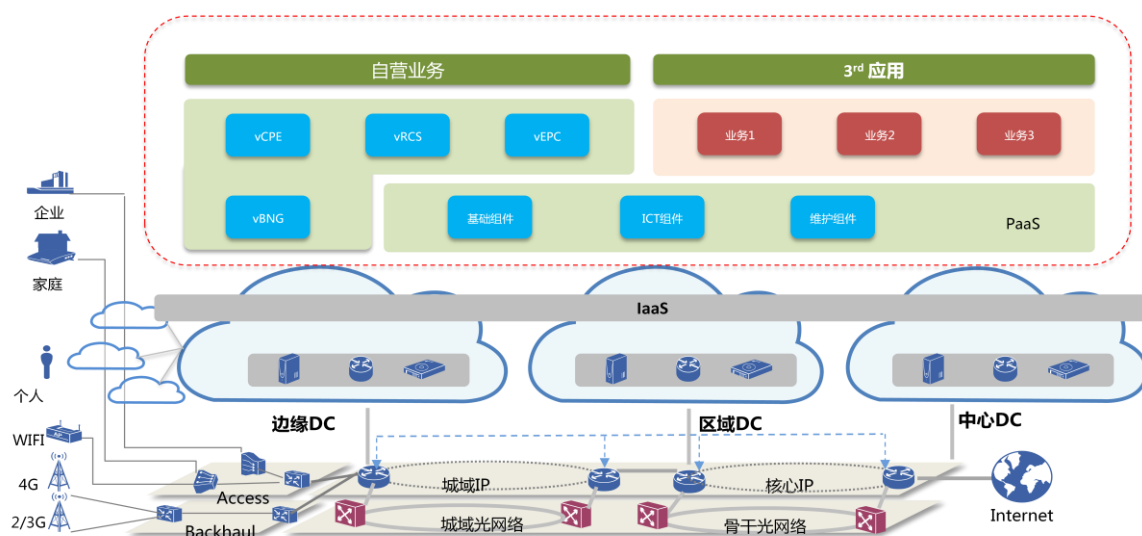 自营业务
3rd 应用
vCPE
vRCS
vEPC
业务1
业务2
业务3
vBNG
基础组件
ICT组件
维护组件
PaaS
企业
家庭
IaaS
个人
边缘DC
区域DC
中心DC
WIFI
AP
4G
Access
城域IP
核心IP
2/3G
Backhaul
城域光网络
骨干光网络
Internet